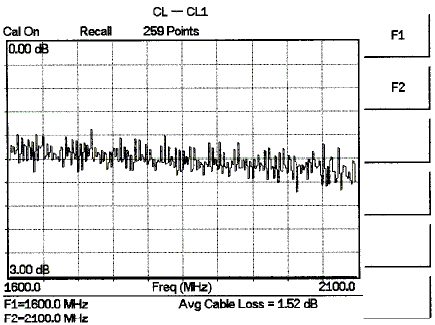 CL — CL1
Cal On Recall 259 Points
F1
0.00 dB
F2
3.00 dB
1600.0 Freq (MHz) 2100.0
F1=1600.0 MHz Avg Cable Loss = 1.52 dB
F2=2100.0 MHz